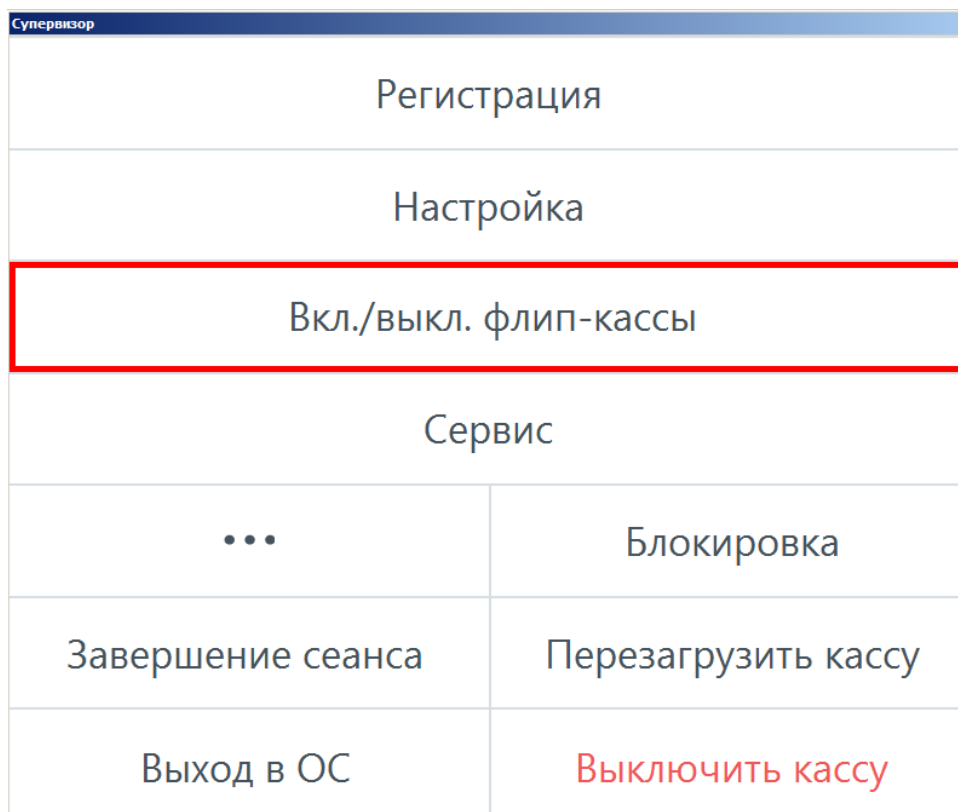 Супервизор
Регистрация
Настройка
Вкл./выкл. флип-кассы
Сервис
•••
Блокировка
Завершение сеанса
Перезагрузить кассу
Выход в ОС
Выключить кассу